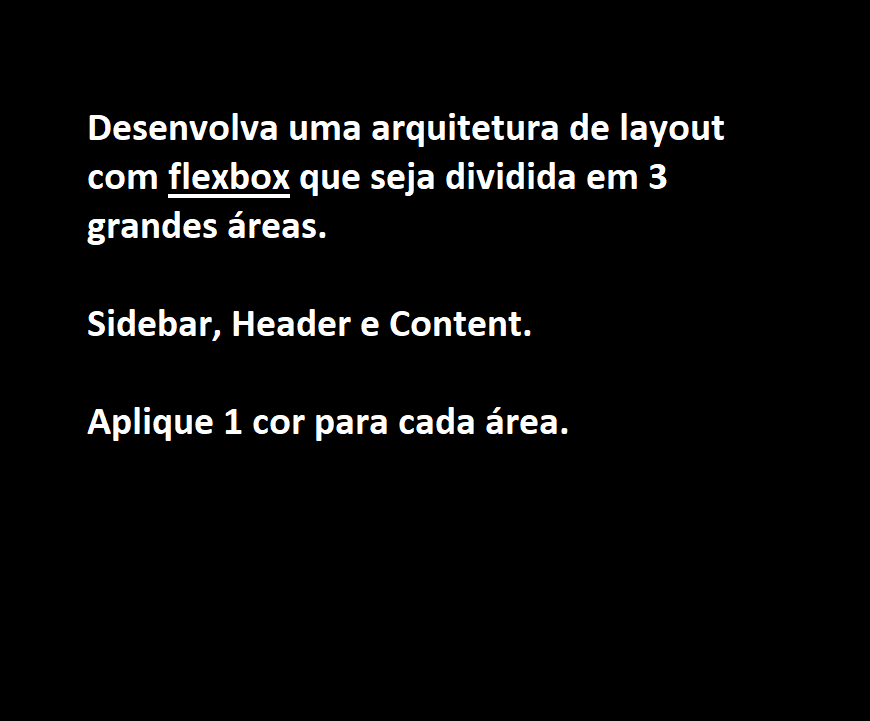 Desenvolva uma arquitetura de layout
com flexbox que seja dividida em 3
grandes áreas.
Sidebar, Header e Content.
Aplique 1 cor para cada área.